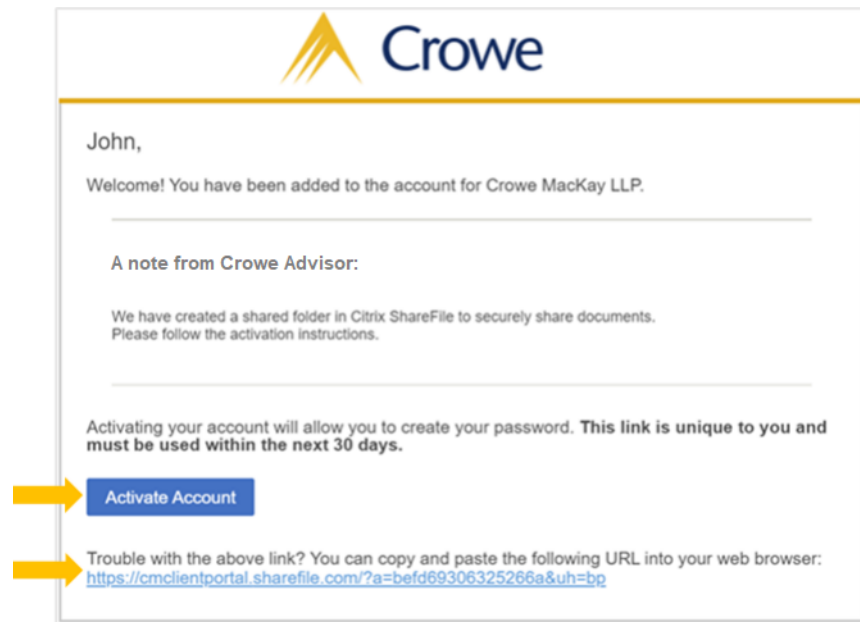 Crowe
John,
Welcome! You have been added to the account for Crowe MacKay LLP.
A note from Crowe Advisor:
We have created a shared folder in Citrix ShareFile to securely share documents.
Please follow the activation instructions.
Activating your account will allow you to create your password. This link is unique to you and
must be used within the next 30 days.
Activate Account
Trouble with the above link? You can copy and paste the following URL into your web browser:
https://cmclientportal.sharefile.com/?a=befd69306325266a&uh=bp